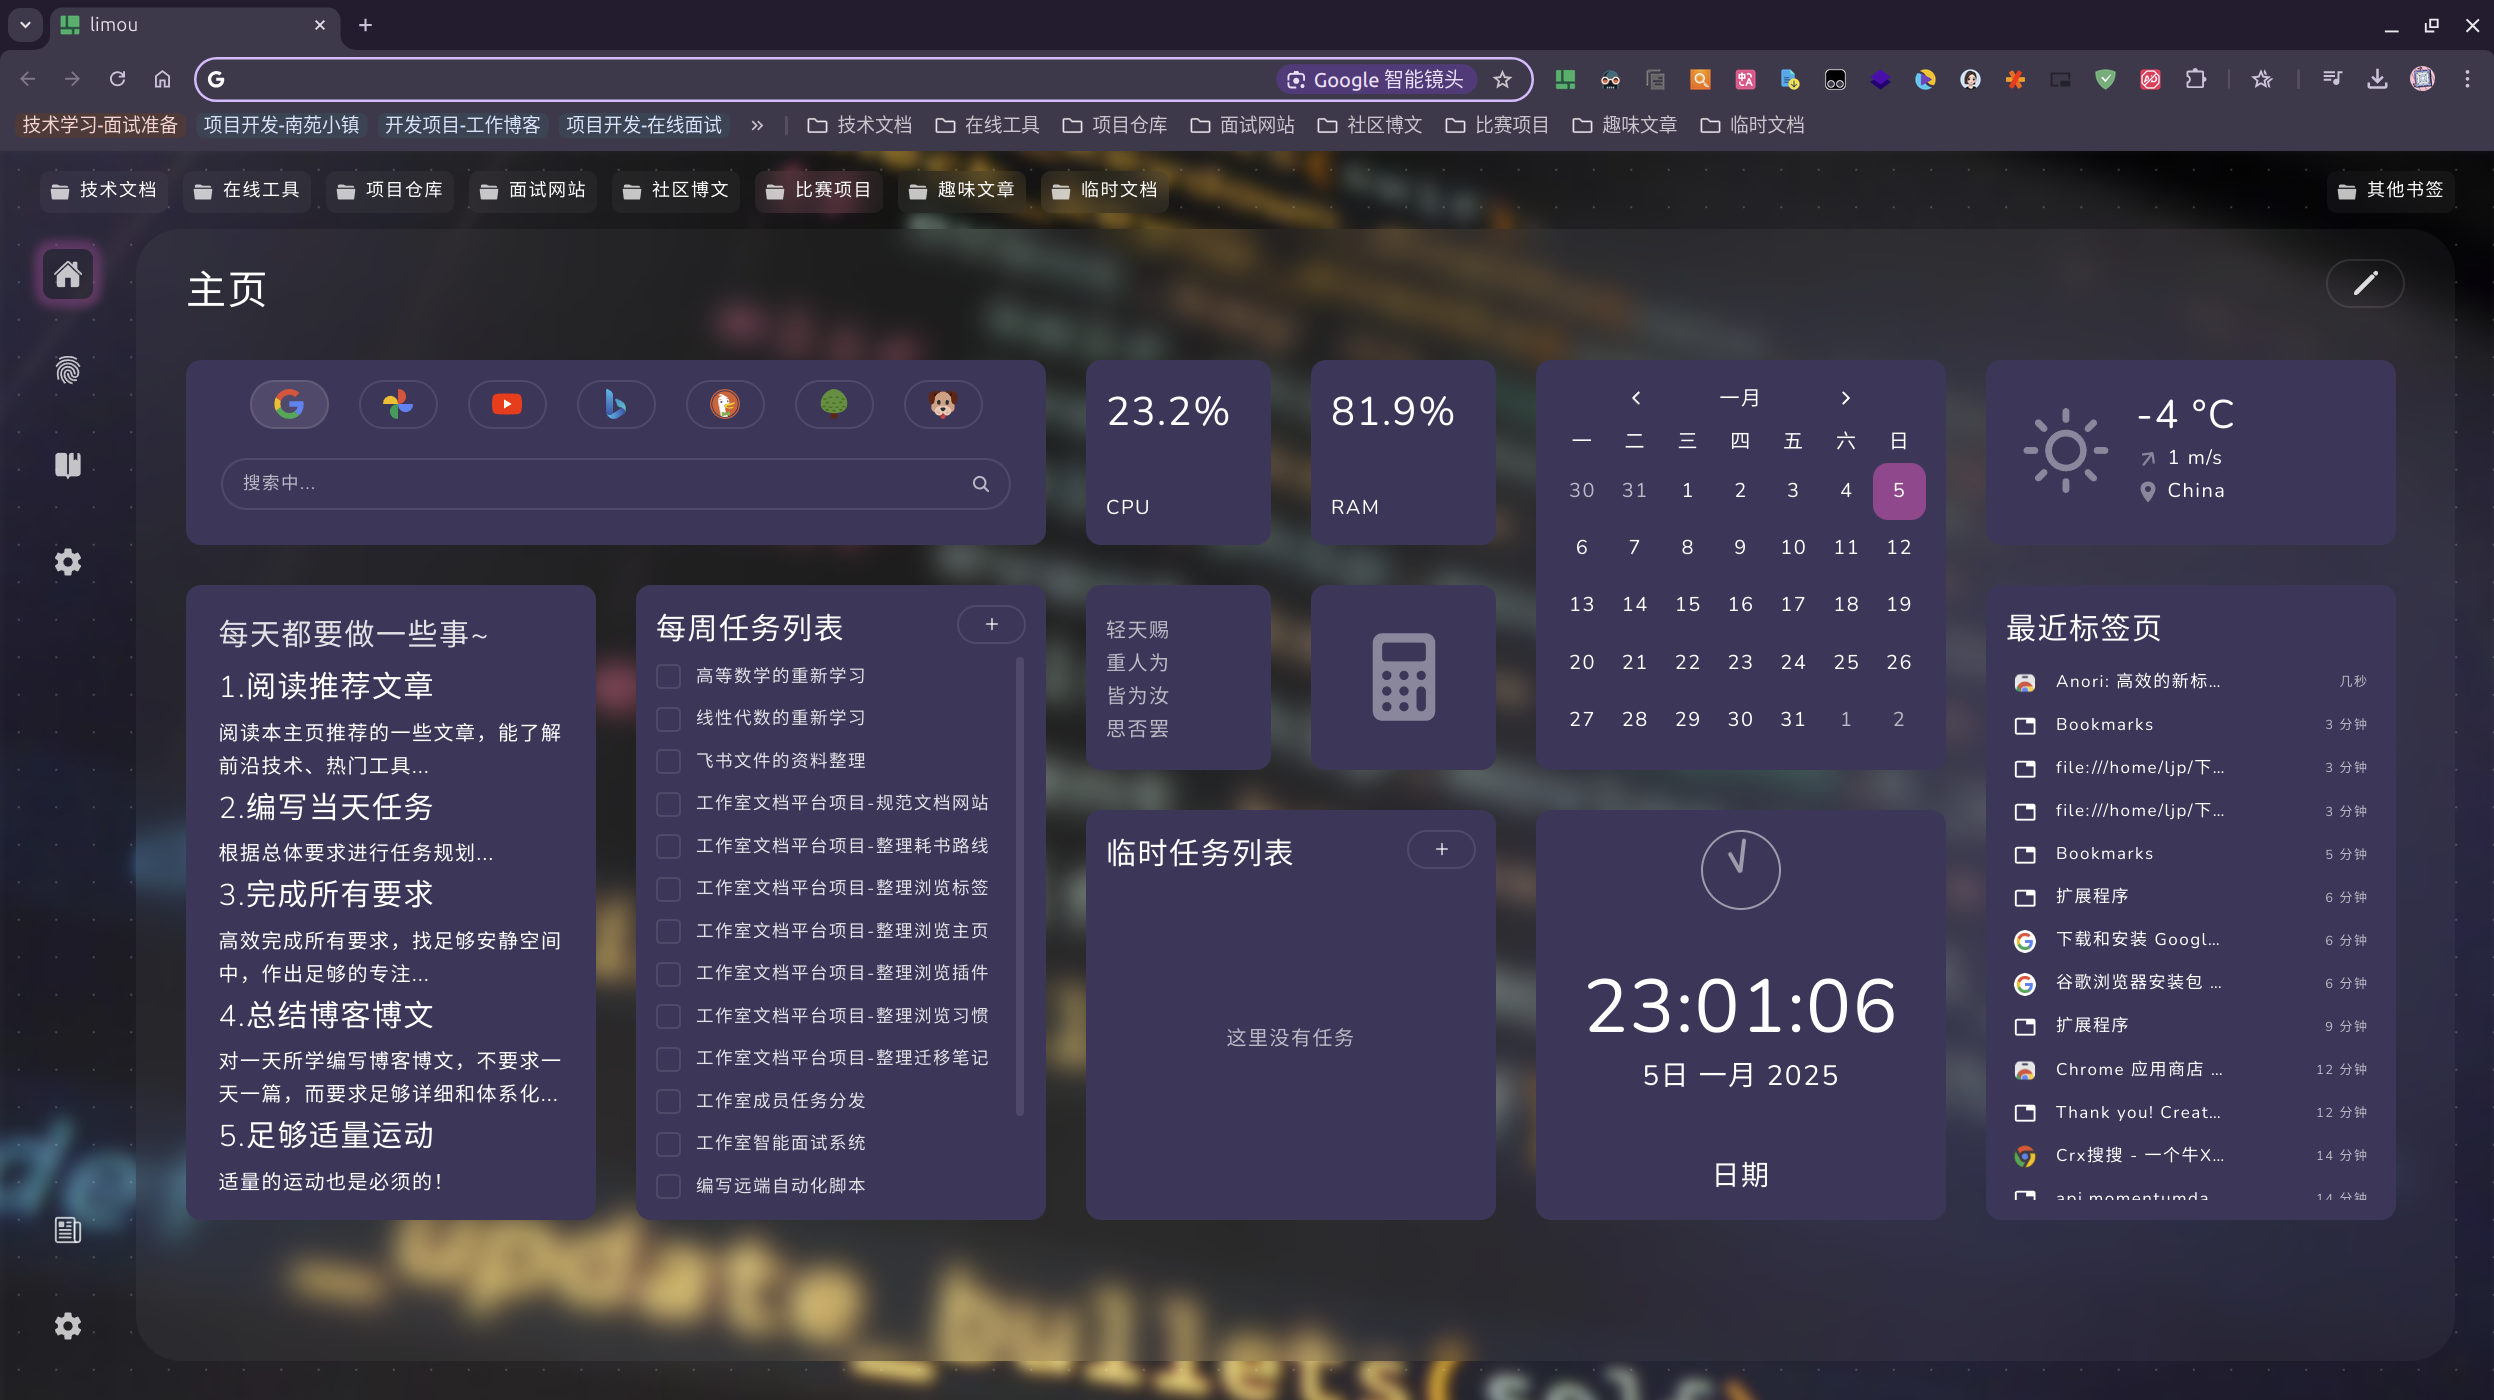 limou
Google 智能镜头
技术学习-面试准备 项目开发-南苑小镇 开发项目-工作博客 项目开发-在线面试 » 技术文档 在线工具 项目仓库 面试网站 社区博文 比赛项目 趣味文章 临时文档
技术文档 在线工具 项目仓库 面试网站 社区博文 比赛项目 趣味文章 临时文档 其他书签
主页
搜索中...
23.2%
CPU
81.9%
RAM
一月
一 二 三 四 五 六 日
30 31 1 2 3 4 5
6 7 8 9 10 11 12
13 14 15 16 17 18 19
20 21 22 23 24 25 26
27 28 29 30 31 1 2
-4 °C
1 m/s
China
每天都要做一些事~
1.阅读推荐文章
阅读本主页推荐的一些文章，能了解
前沿技术、热门工具...
2.编写当天任务
根据总体要求进行任务规划...
3.完成所有要求
高效完成所有要求，找足够安静空间
中，作出足够的专注...
4.总结博客博文
对一天所学编写博客博文，不要求一
天一篇，而要求足够详细和体系化...
5.足够适量运动
适量的运动也是必须的！
每周任务列表 +
高等数学的重新学习
线性代数的重新学习
飞书文件的资料整理
工作室文档平台项目-规范文档网站
工作室文档平台项目-整理耗书路线
工作室文档平台项目-整理浏览标签
工作室文档平台项目-整理浏览主页
工作室文档平台项目-整理浏览插件
工作室文档平台项目-整理浏览习惯
工作室文档平台项目-整理迁移笔记
工作室成员任务分发
工作室智能面试系统
编写远端自动化脚本
轻天赐
重人为
皆为汝
思否罢
临时任务列表 +
这里没有任务
23:01:06
5日 一月 2025
日期
最近标签页
Anori: 高效的新标... 几秒
Bookmarks 3 分钟
file:///home/ljp/下... 3 分钟
file:///home/ljp/下... 3 分钟
Bookmarks 5 分钟
扩展程序 6 分钟
下载和安装 Googl... 6 分钟
谷歌浏览器安装包 ... 6 分钟
扩展程序 9 分钟
Chrome 应用商店 ... 12 分钟
Thank you! Creat... 12 分钟
Crx搜搜 - 一个牛X... 14 分钟
api.momentumda... 14 分钟
_update_bullets(self)